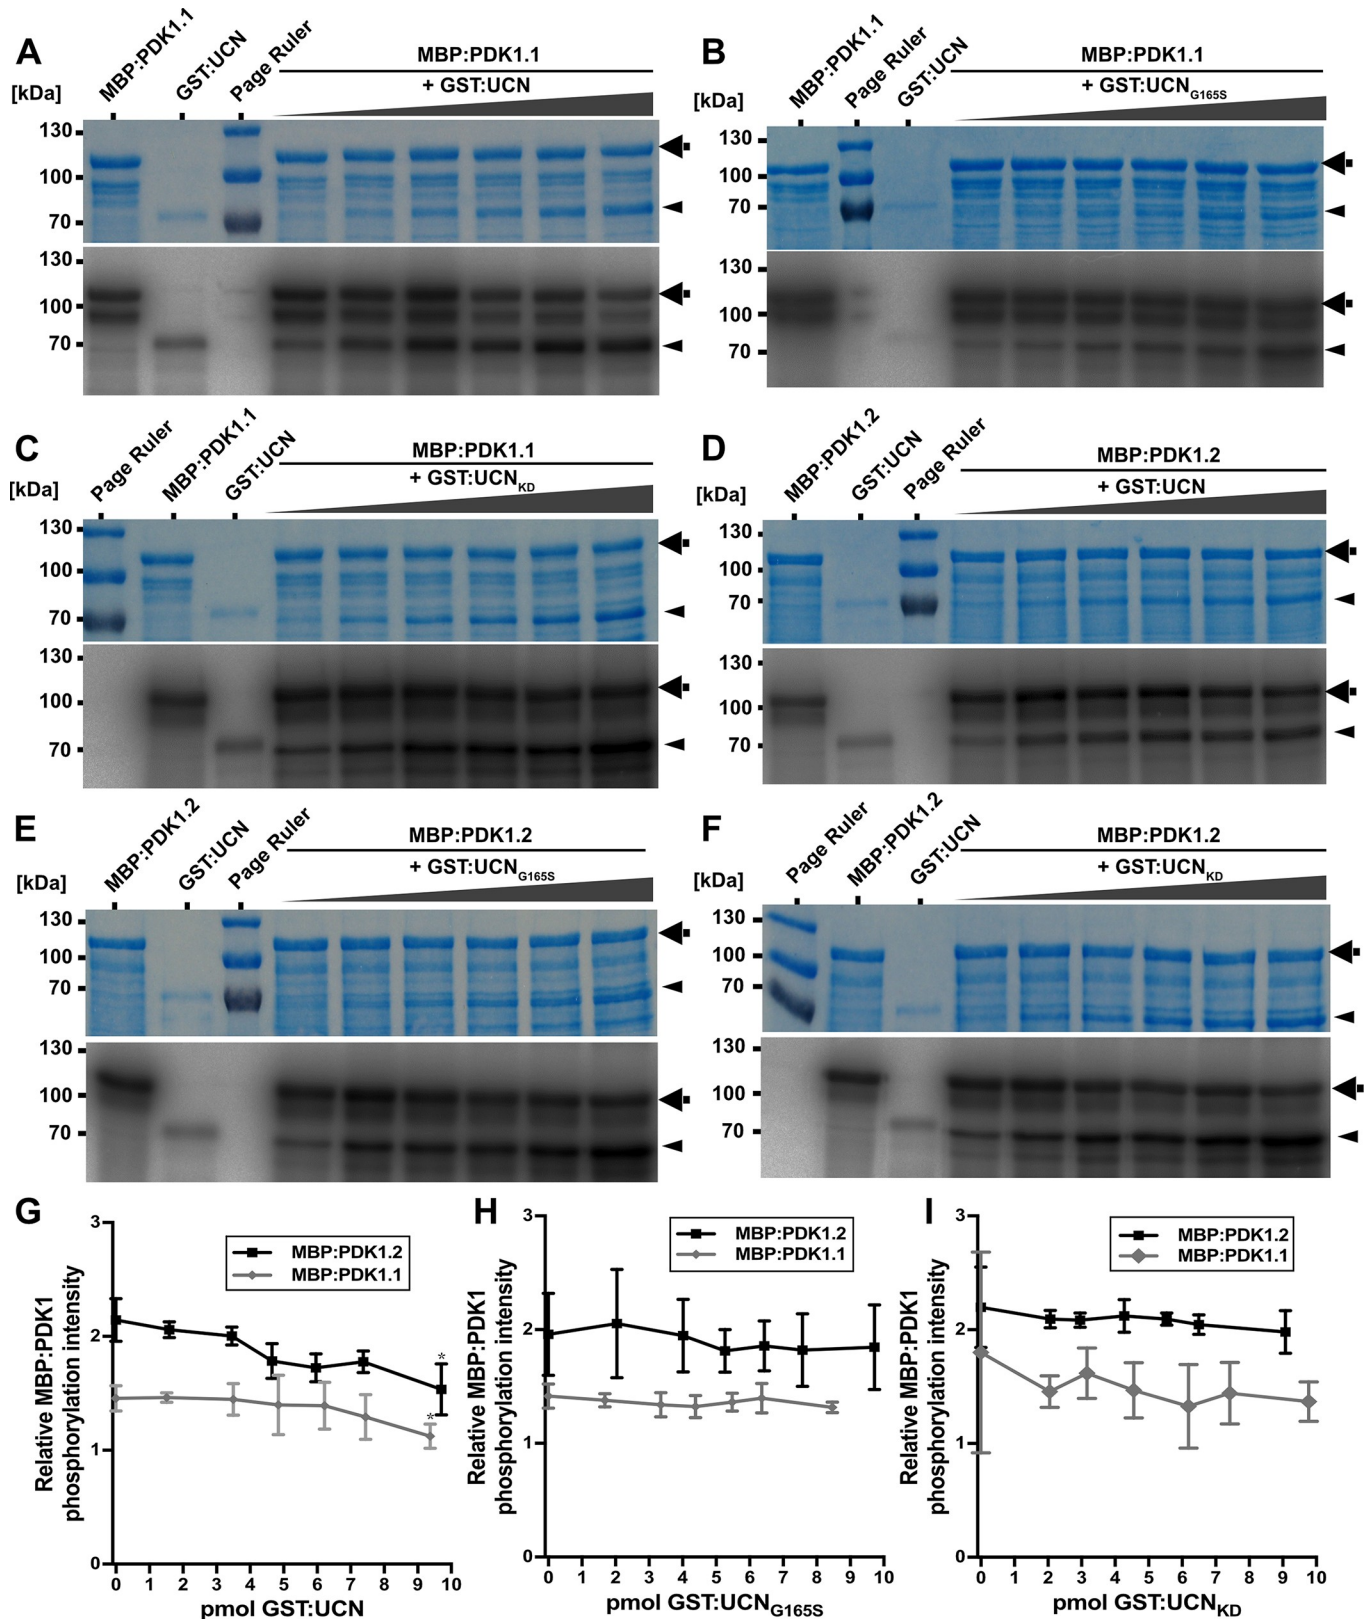 A
[kDa]
MBP:PDK1.1
GST:UCN
Page Ruler
MBP:PDK1.1
+ GST:UCN
130
100
70
130
100
70
B
[kDa]
MBP:PDK1.1
Page Ruler
GST:UCN
MBP:PDK1.1
+ GST:UCNG165S
130
100
70
130
100
70
C
[kDa]
Page Ruler
MBP:PDK1.1
GST:UCN
MBP:PDK1.1
+ GST:UCNKD
130
100
70
130
100
70
D
[kDa]
MBP:PDK1.2
GST:UCN
Page Ruler
MBP:PDK1.2
+ GST:UCN
130
100
70
130
100
70
E
[kDa]
MBP:PDK1.2
GST:UCN
Page Ruler
MBP:PDK1.2
+ GST:UCNG165S
130
100
70
130
100
70
F
[kDa]
Page Ruler
MBP:PDK1.2
GST:UCN
MBP:PDK1.2
+ GST:UCNKD
130
100
70
130
100
70
G
Relative MBP:PDK1
phosphorylation intensity
3
2
1
0
MBP:PDK1.2
MBP:PDK1.1
*
*
0 1 2 3 4 5 6 7 8 9 10
pmol GST:UCN
H
Relative MBP:PDK1
phosphorylation intensity
3
2
1
0
MBP:PDK1.2
MBP:PDK1.1
0 1 2 3 4 5 6 7 8 9 10
pmol GST:UCNG165S
I
Relative MBP:PDK1
phosphorylation intensity
3
2
1
0
MBP:PDK1.2
MBP:PDK1.1
0 1 2 3 4 5 6 7 8 9 10
pmol GST:UCNKD